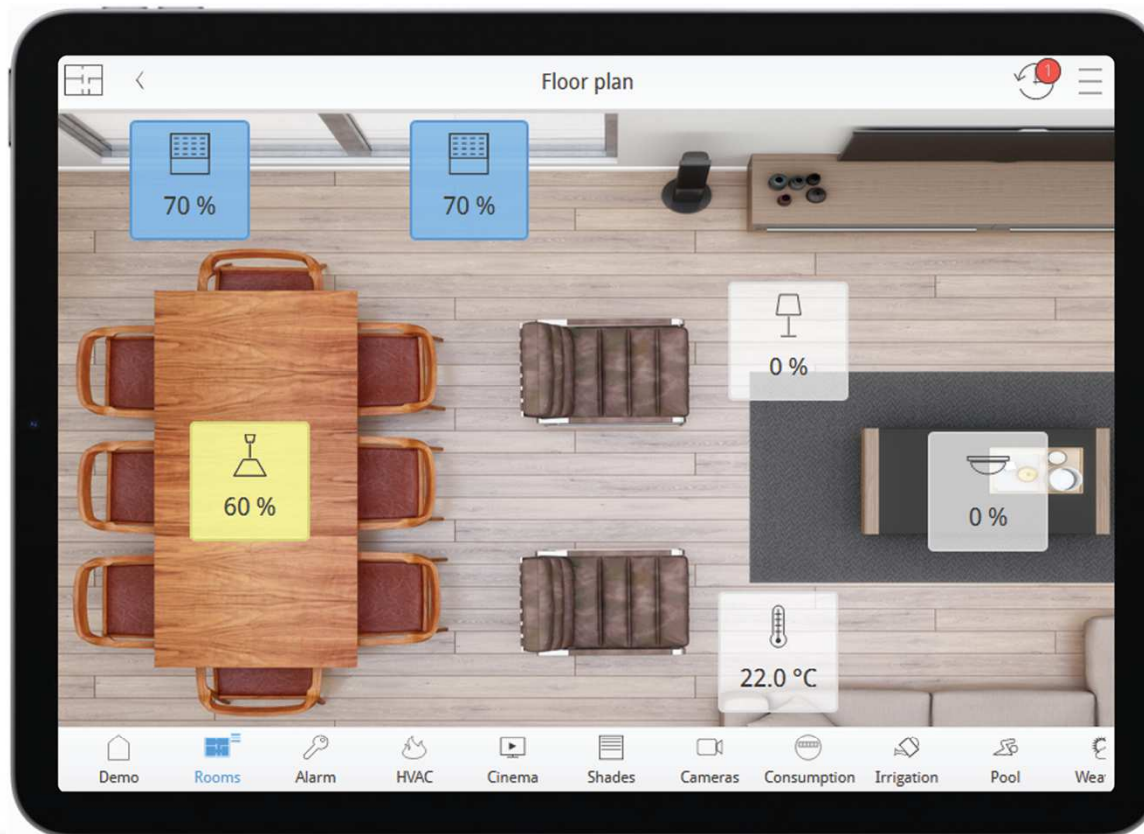 Floor plan
1
70 %
70 %
0 %
60 %
0 %
22.0 °C
Demo
Rooms
Alarm
HVAC
Cinema
Shades
Cameras
Consumption
Irrigation
Pool
Wea